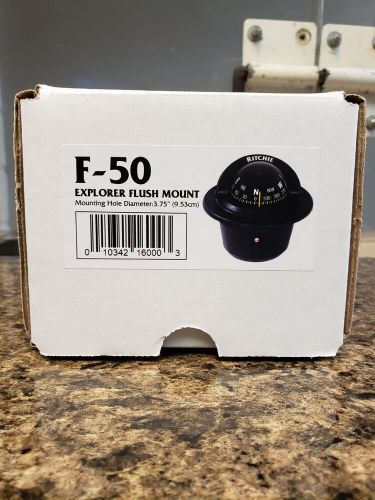 F-50
EXPLORER FLUSH MOUNT
Mounting Hole Diameter:3.75" (9.53cm)
0 10342 16000 3
RITCHIE
N